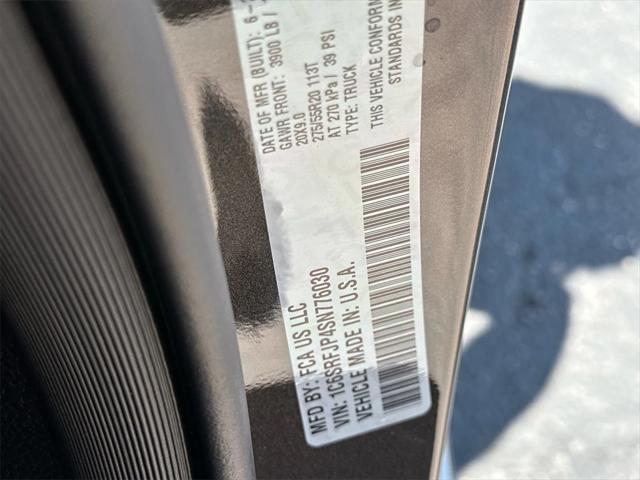 MFD BY: FCA US LLC
DATE OF MFR (BUILT): 6-
GAWR FRONT: 3900 LB /
20X9.0
275/55R20 113T
AT 270 kPa / 39 PSI
TYPE: TRUCK
VIN: 1C6SRFJP4SN776030
VEHICLE MADE IN: U.S.A.
THIS VEHICLE CONFORM
STANDARDS IN